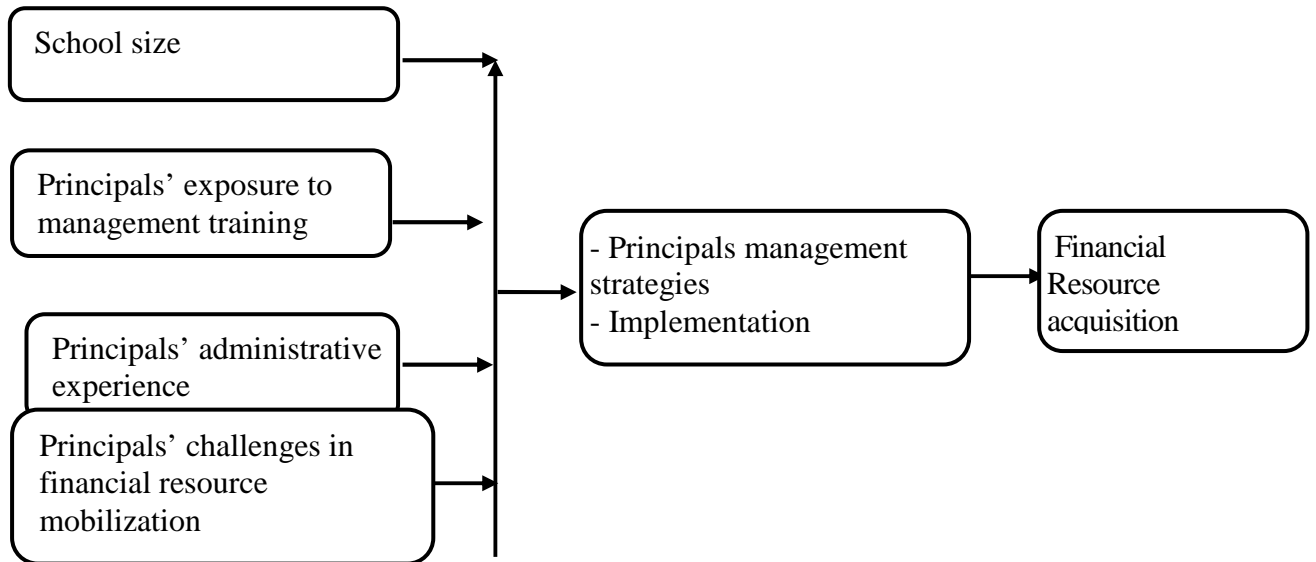 School size
Principals’ exposure to
management training
Principals’ administrative
experience
Principals’ challenges in
financial resource
mobilization
- Principals management
strategies
- Implementation
Financial
Resource
acquisition